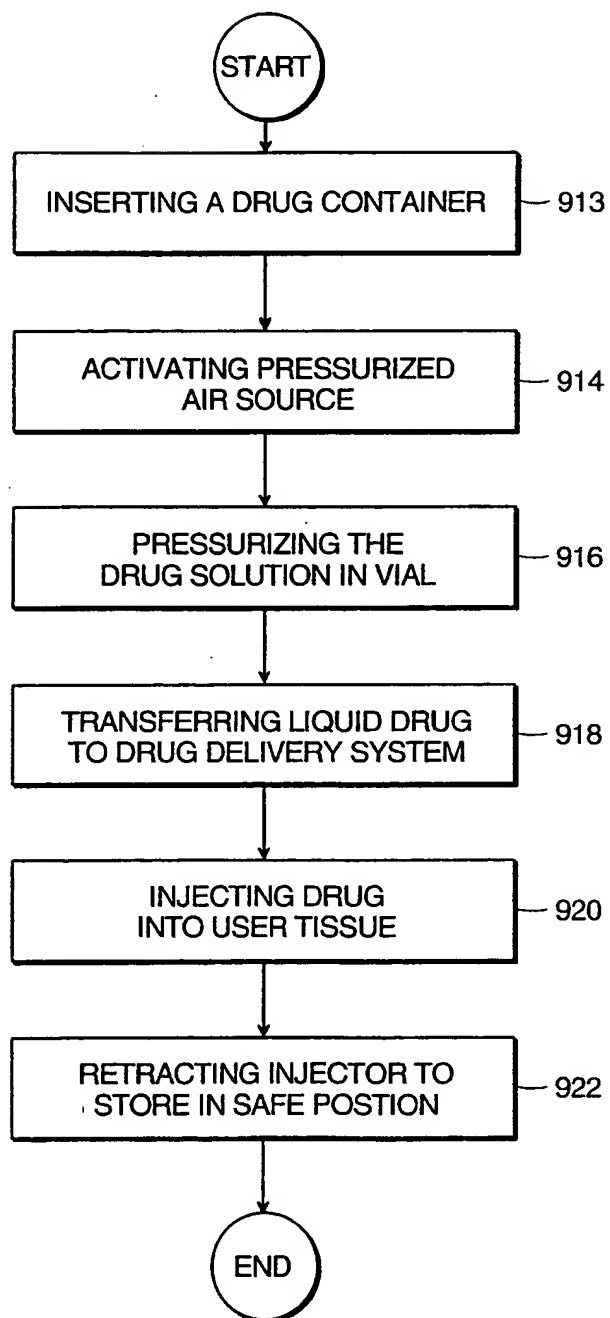 START
INSERTING A DRUG CONTAINER
913
ACTIVATING PRESSURIZED
AIR SOURCE
914
PRESSURIZING THE
DRUG SOLUTION IN VIAL
916
TRANSFERRING LIQUID DRUG
TO DRUG DELIVERY SYSTEM
918
INJECTING DRUG
INTO USER TISSUE
920
RETRACTING INJECTOR TO
STORE IN SAFE POSTION
922
END